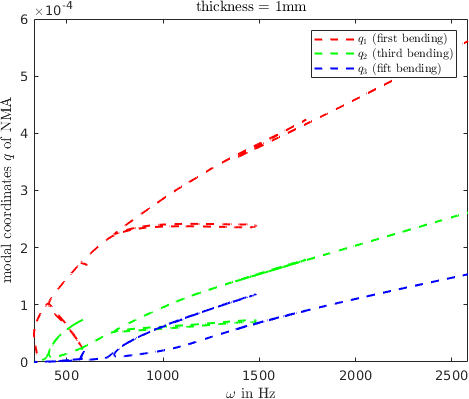 thickness = 1mm
×10⁻⁴
6
5
4
3
2
1
0
modal coordinates q of NMA
q₁ (first bending)
q₂ (third bending)
q₃ (fift bending)
500 1000 1500 2000 2500
ω in Hz